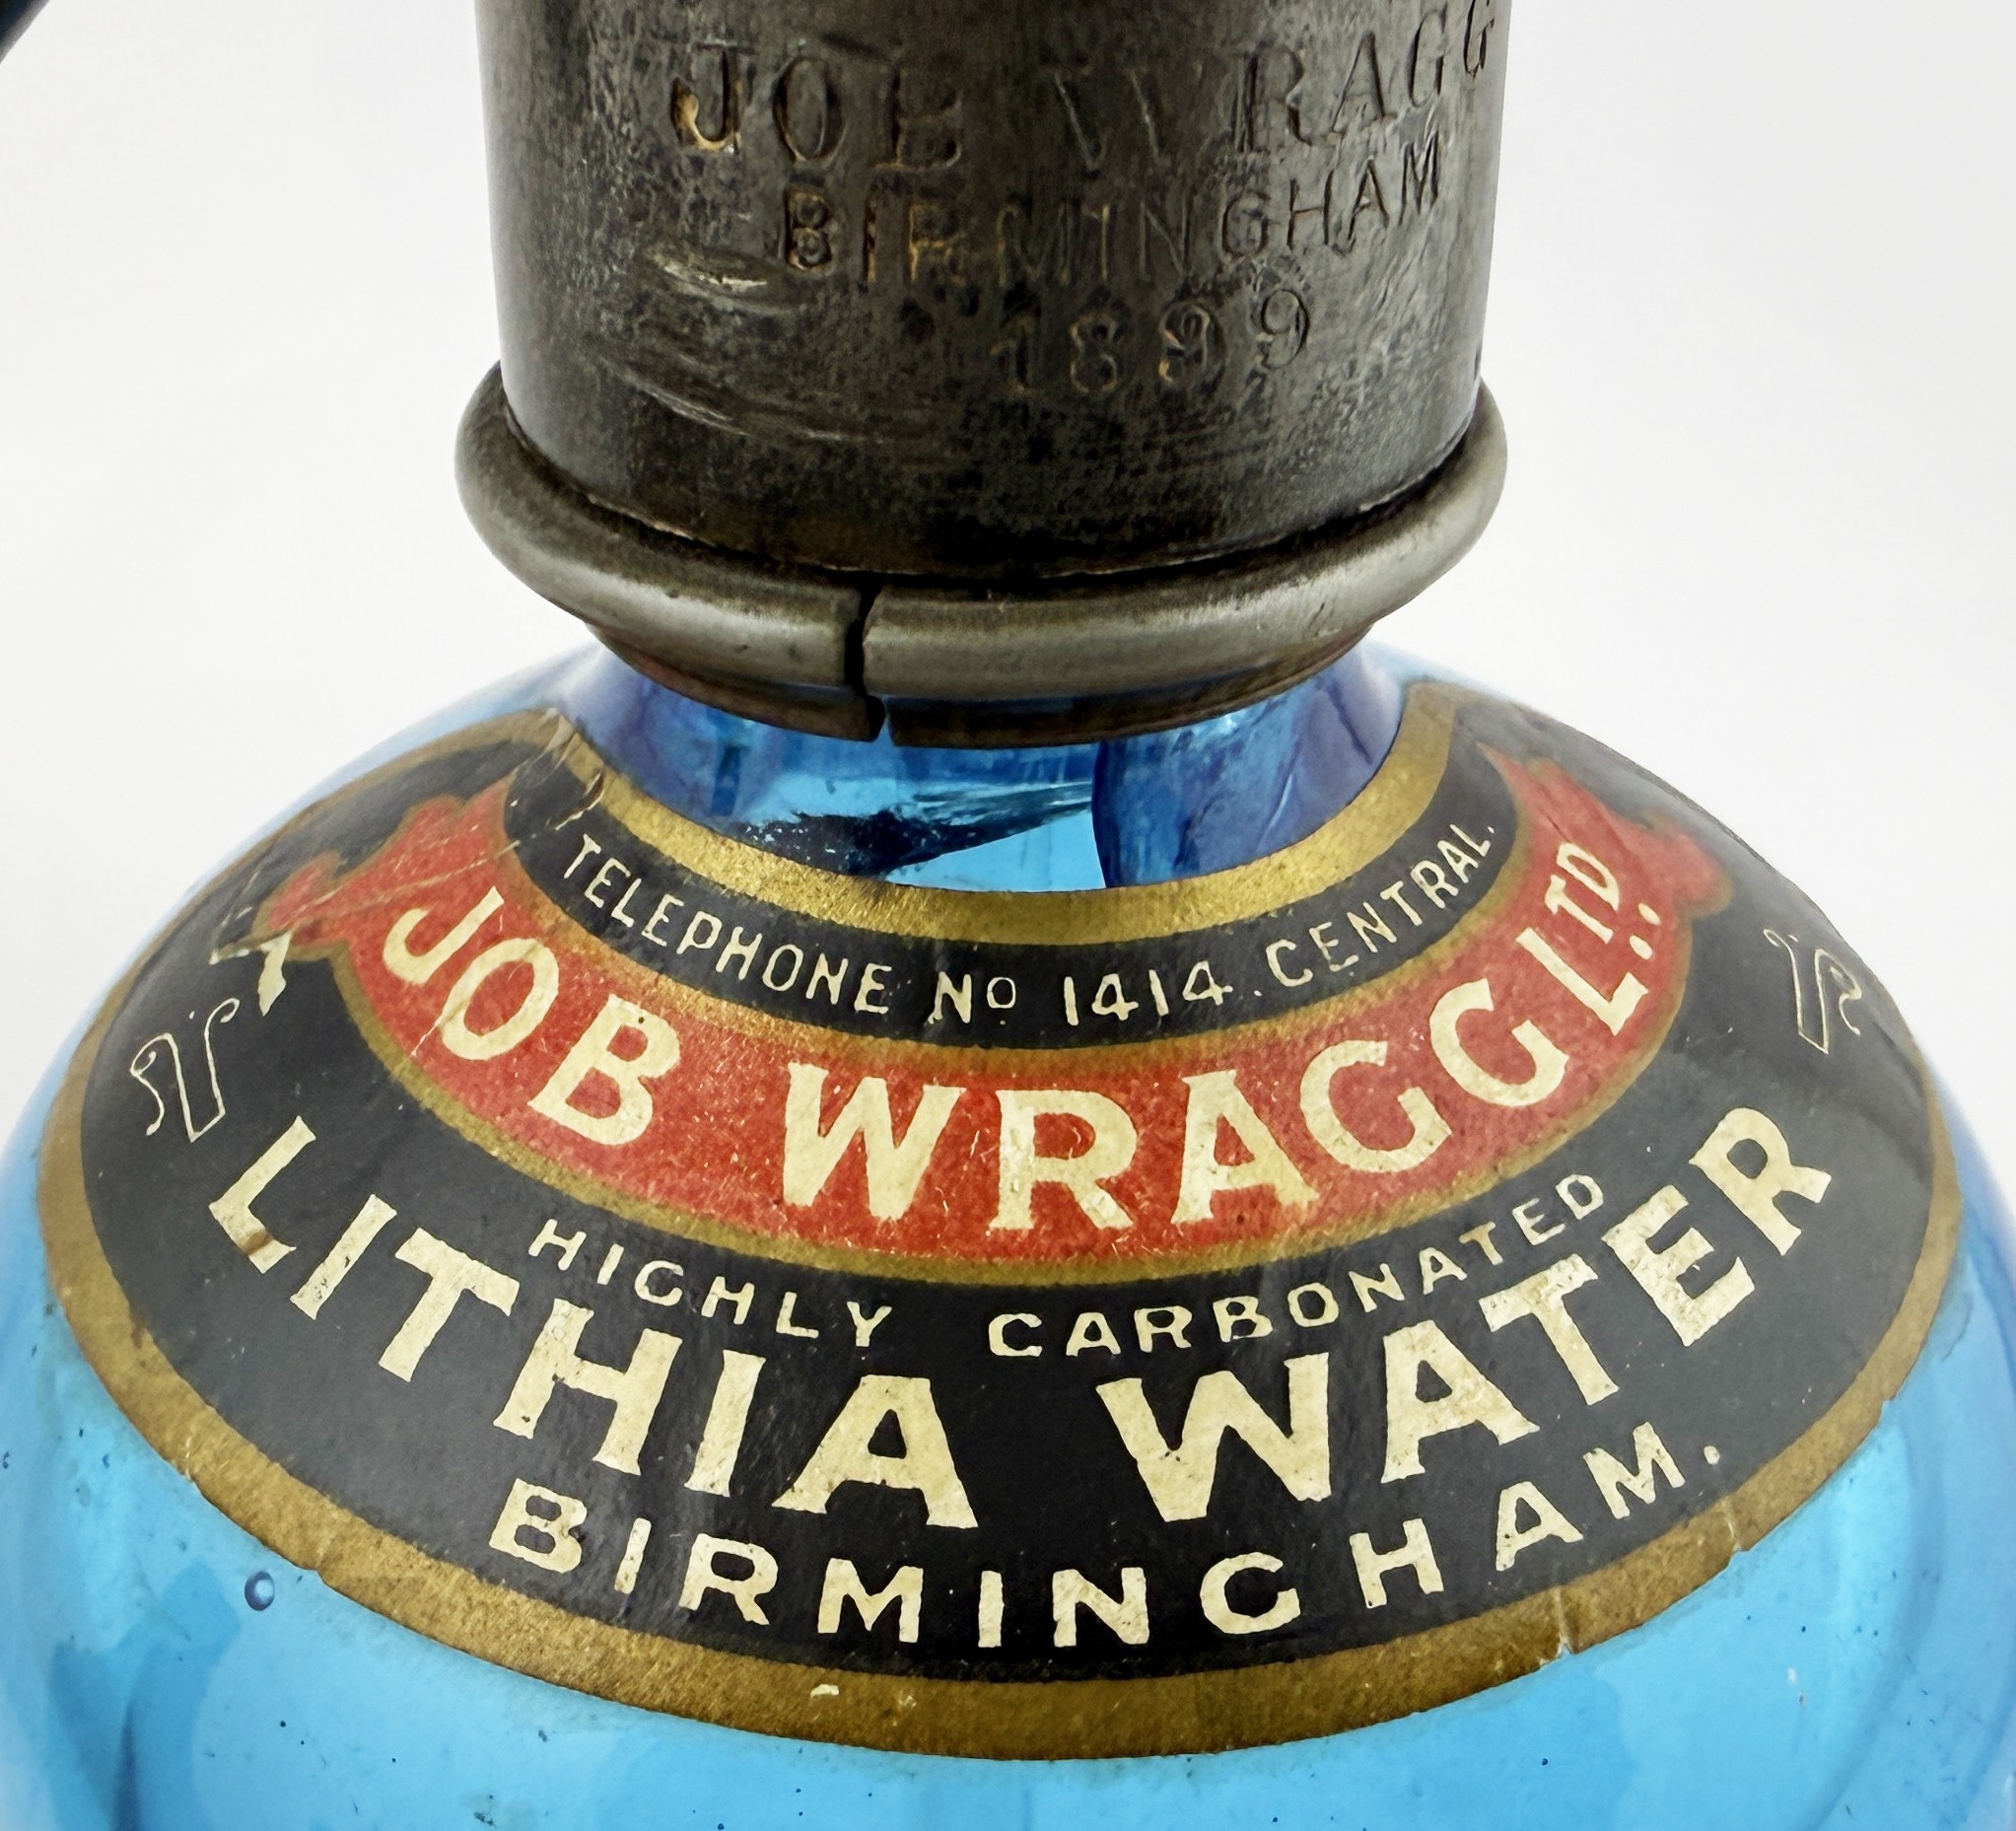 JOB WRAGG
BIRMINGHAM
1899
TELEPHONE No 1414. CENTRAL.
JOB WRAGG LTD.
HIGHLY CARBONATED
LITHIA WATER
BIRMINGHAM.